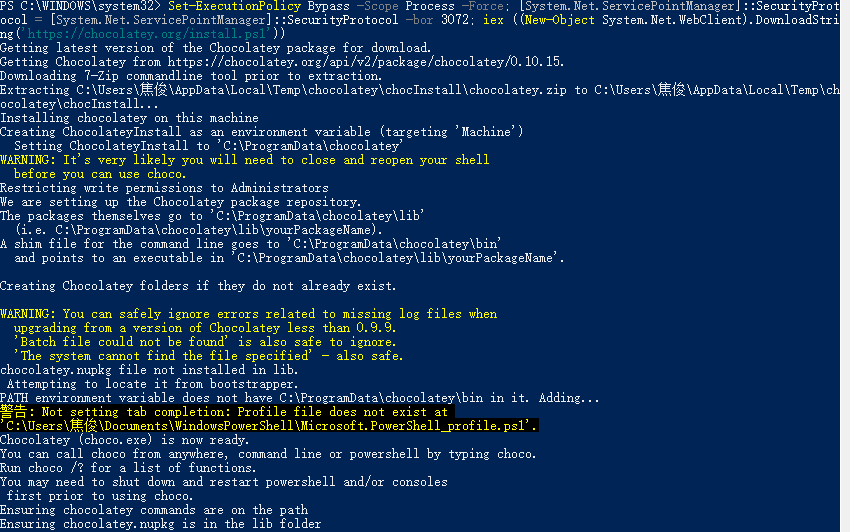 PS C:\WINDOWS\system32> Set-ExecutionPolicy Bypass -Scope Process -Force; [System.Net.ServicePointManager]::SecurityProt
ocol = [System.Net.ServicePointManager]::SecurityProtocol -bor 3072; iex ((New-Object System.Net.WebClient).DownloadStri
ng('https://chocolatey.org/install.ps1'))
Getting latest version of the Chocolatey package for download.
Getting Chocolatey from https://chocolatey.org/api/v2/package/chocolatey/0.10.15.
Downloading 7-Zip commandline tool prior to extraction.
Extracting C:\Users\焦俊\AppData\Local\Temp\chocolatey\chocInstall\chocolatey.zip to C:\Users\焦俊\AppData\Local\Temp\ch
ocolatey\chocInstall...
Installing chocolatey on this machine
Creating ChocolateyInstall as an environment variable (targeting 'Machine')
  Setting ChocolateyInstall to 'C:\ProgramData\chocolatey'
WARNING: It's very likely you will need to close and reopen your shell
  before you can use choco.
Restricting write permissions to Administrators
We are setting up the Chocolatey package repository.
The packages themselves go to 'C:\ProgramData\chocolatey\lib'
  (i.e. C:\ProgramData\chocolatey\lib\yourPackageName).
A shim file for the command line goes to 'C:\ProgramData\chocolatey\bin'
  and points to an executable in 'C:\ProgramData\chocolatey\lib\yourPackageName'.
Creating Chocolatey folders if they do not already exist.
WARNING: You can safely ignore errors related to missing log files when
  upgrading from a version of Chocolatey less than 0.9.9.
  'Batch file could not be found' is also safe to ignore.
  'The system cannot find the file specified' - also safe.
chocolatey.nupkg file not installed in lib.
 Attempting to locate it from bootstrapper.
PATH environment variable does not have C:\ProgramData\chocolatey\bin in it. Adding...
警告: Not setting tab completion: Profile file does not exist at
'C:\Users\焦俊\Documents\WindowsPowerShell\Microsoft.PowerShell_profile.ps1'.
Chocolatey (choco.exe) is now ready.
You can call choco from anywhere, command line or powershell by typing choco.
Run choco /? for a list of functions.
You may need to shut down and restart powershell and/or consoles
 first prior to using choco.
Ensuring chocolatey commands are on the path
Ensuring chocolatey.nupkg is in the lib folder